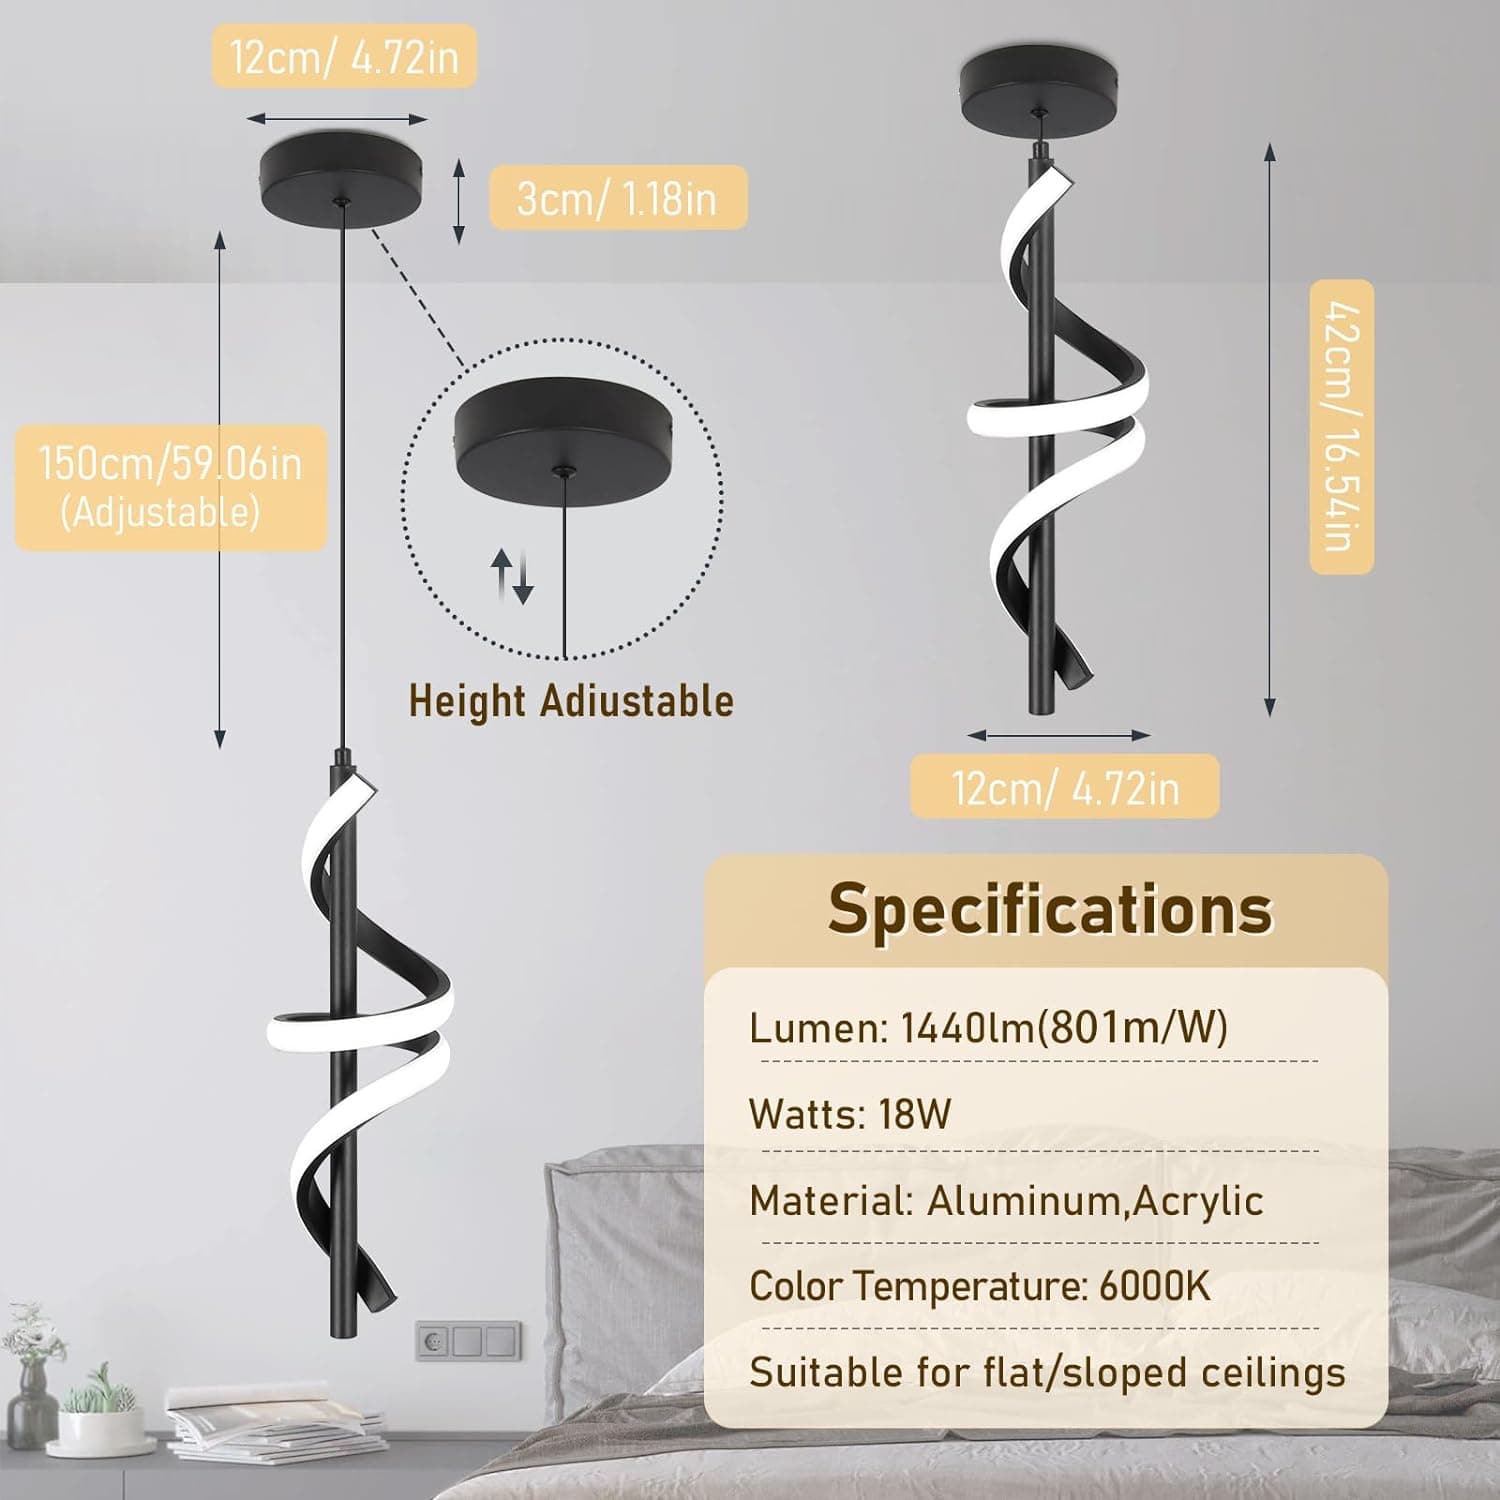 12cm/ 4.72in
3cm/ 1.18in
150cm/59.06in
(Adjustable)
Height Adiustable
42cm/ 16.54in
12cm/ 4.72in
Specifications
Lumen: 1440lm(801m/W)
Watts: 18W
Material: Aluminum,Acrylic
Color Temperature: 6000K
Suitable for flat/sloped ceilings